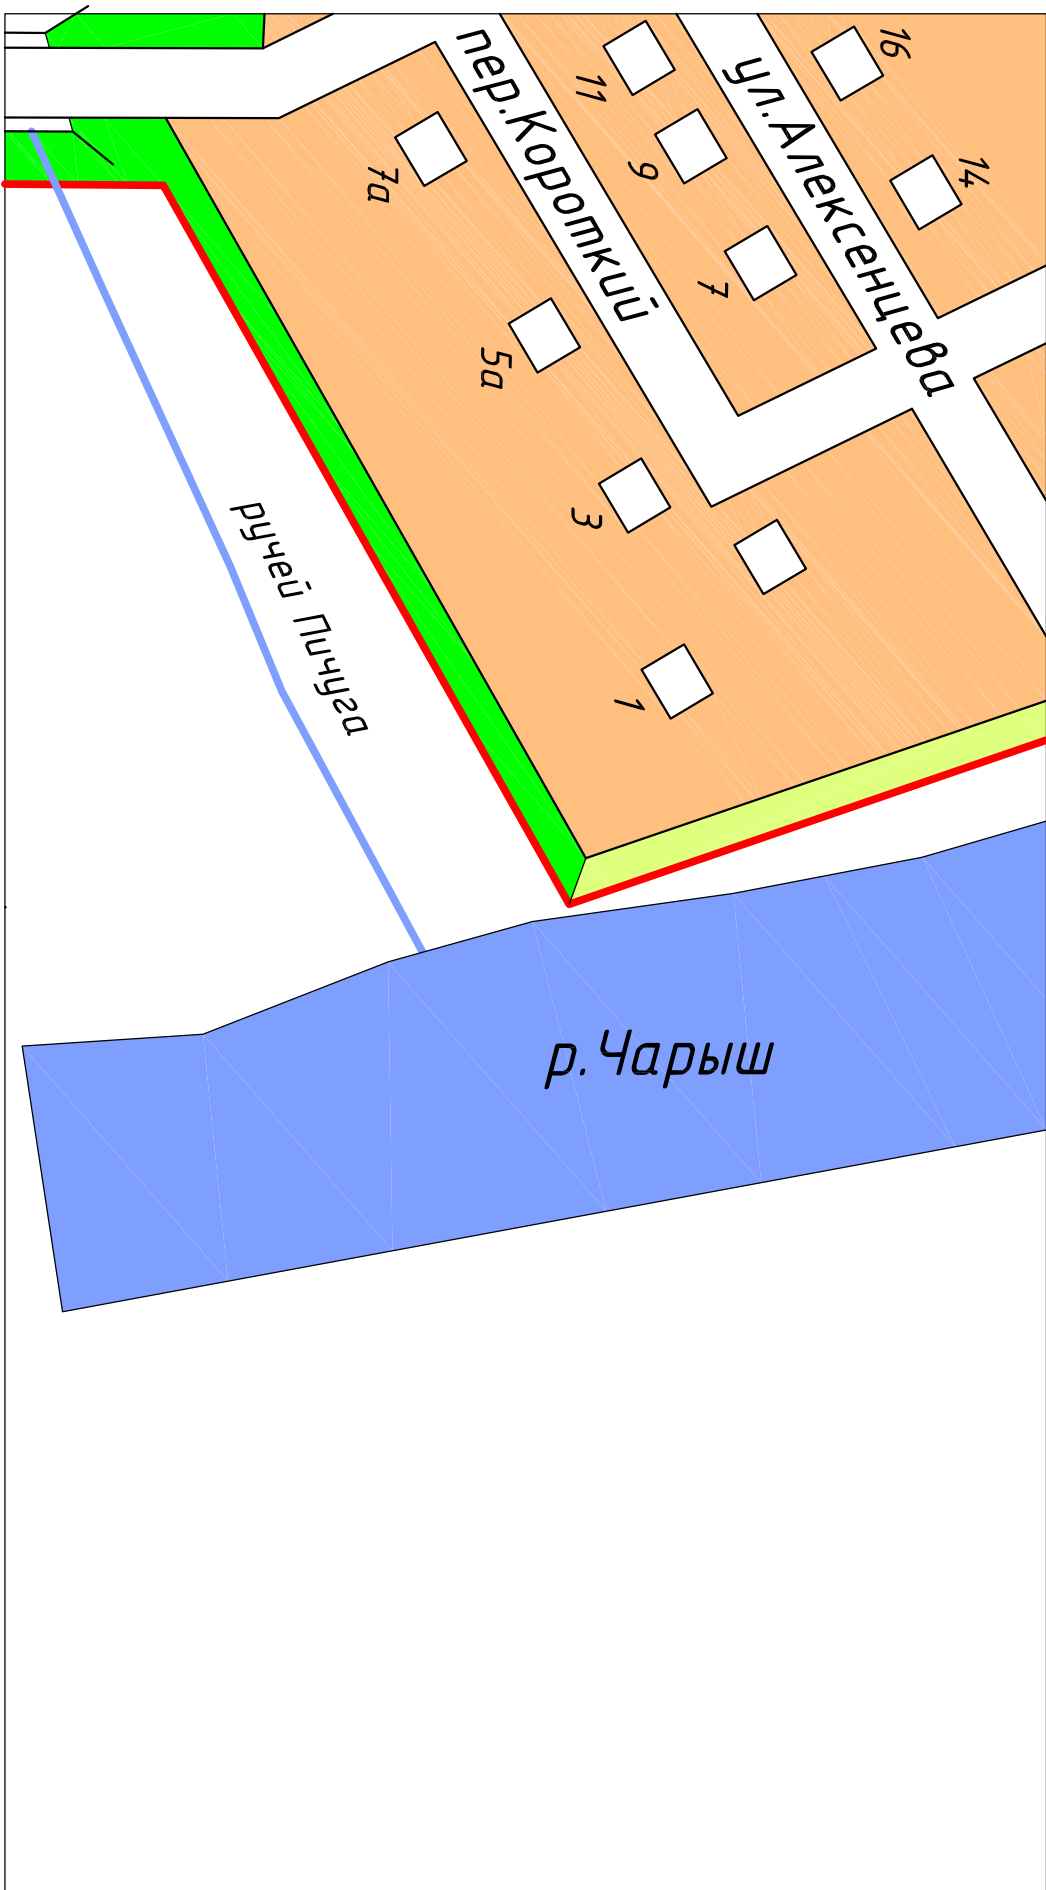 16
ул.Алексенцева
14
пер.Короткий
11
9
7
7а
5а
3
1
ручей Пичуга
р.Чарыш